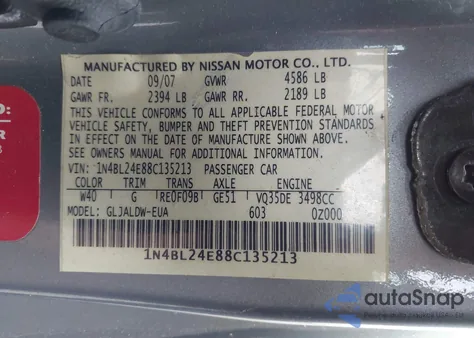 MANUFACTURED BY NISSAN MOTOR CO., LTD.
DATE 09/07 GVWR 4586 LB
GAWR FR. 2394 LB GAWR RR. 2189 LB
THIS VEHICLE CONFORMS TO ALL APPLICABLE FEDERAL MOTOR
VEHICLE SAFETY, BUMPER AND THEFT PREVENTION STANDARDS
IN EFFECT ON THE DATE OF MANUFACTURE SHOWN ABOVE.
SEE OWNERS MANUAL FOR ADDITIONAL INFORMATION.
VIN: 1N4BL24E88C135213 PASSENGER CAR
COLOR TRIM TRANS AXLE ENGINE
W40 G RE0F09B GE51 VQ35DE 3498CC
MODEL: GLJALDW-EUA 603 0Z000
1N4BL24E88C135213
autoSnap